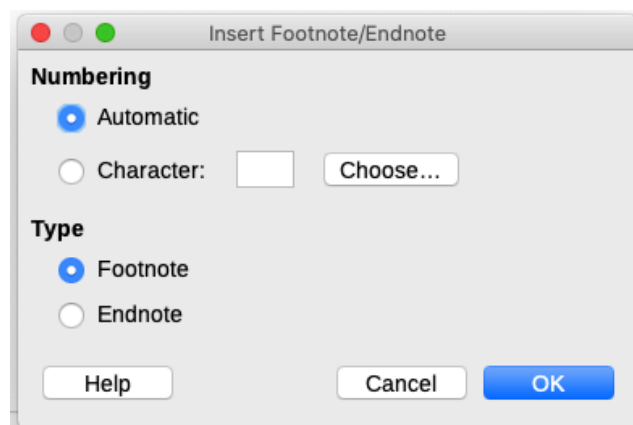 Insert Footnote/Endnote
Numbering
Automatic
Character: Choose...
Type
Footnote
Endnote
Help Cancel OK